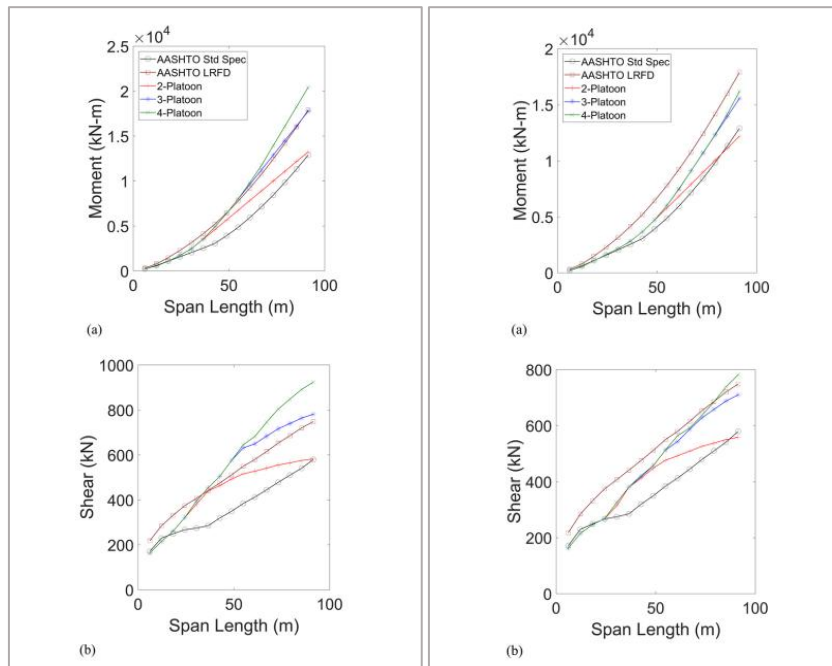 ×10⁴
2.5
2
1.5
1
0.5
0
Moment (kN-m)
AASHTO Std Spec
AASHTO LRFD
2-Platoon
3-Platoon
4-Platoon
0 50 100
Span Length (m)
(a)
1000
800
600
400
200
0
Shear (kN)
0 50 100
Span Length (m)
(b)
×10⁴
2
1.5
1
0.5
0
Moment (kN-m)
AASHTO Std Spec
AASHTO LRFD
2-Platoon
3-Platoon
4-Platoon
0 50 100
Span Length (m)
(a)
800
600
400
200
0
Shear (kN)
0 50 100
Span Length (m)
(b)